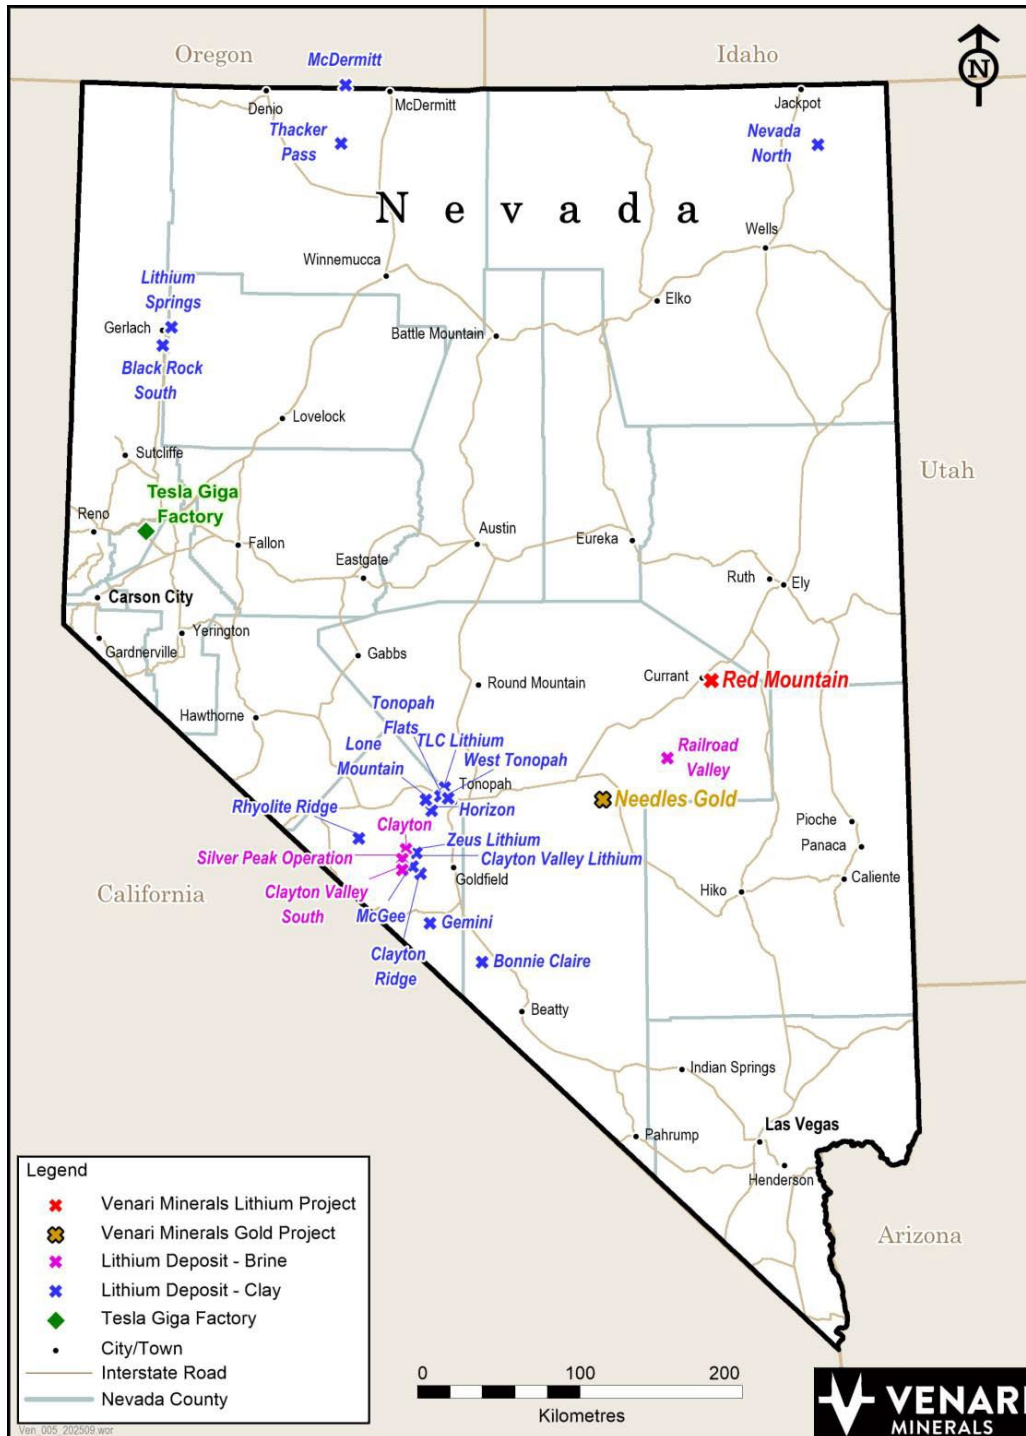 Oregon
Idaho
McDermitt
N
Denio
McDermitt
Jackpot
Thacker
Pass
Nevada
North
Nevada
Wells
Winnemucca
Lithium
Springs
Elko
Gerlach
Battle Mountain
Black Rock
South
Lovelock
Sutcliffe
Utah
Tesla Giga
Factory
Reno
Austin
Eureka
Fallon
Eastgate
Ruth
Ely
Carson City
Yerington
Gardnerville
Gabbs
Currant
Red Mountain
Round Mountain
Tonopah
Flats
Hawthorne
TLC Lithium
Lone
Mountain
West Tonopah
Railroad
Valley
Tonopah
Needles Gold
Rhyolite Ridge
Horizon
Clayton
Pioche
Zeus Lithium
Panaca
Silver Peak Operation
Clayton Valley Lithium
Goldfield
Caliente
California
Clayton Valley
South
Hiko
McGee
Gemini
Clayton
Ridge
Bonnie Claire
Beatty
Indian Springs
Las Vegas
Pahrump
Henderson
Arizona
Legend
Venari Minerals Lithium Project
Venari Minerals Gold Project
Lithium Deposit - Brine
Lithium Deposit - Clay
Tesla Giga Factory
City/Town
Interstate Road
Nevada County
0 100 200
Kilometres
VENARI
MINERALS
Ven_005_202509.wor